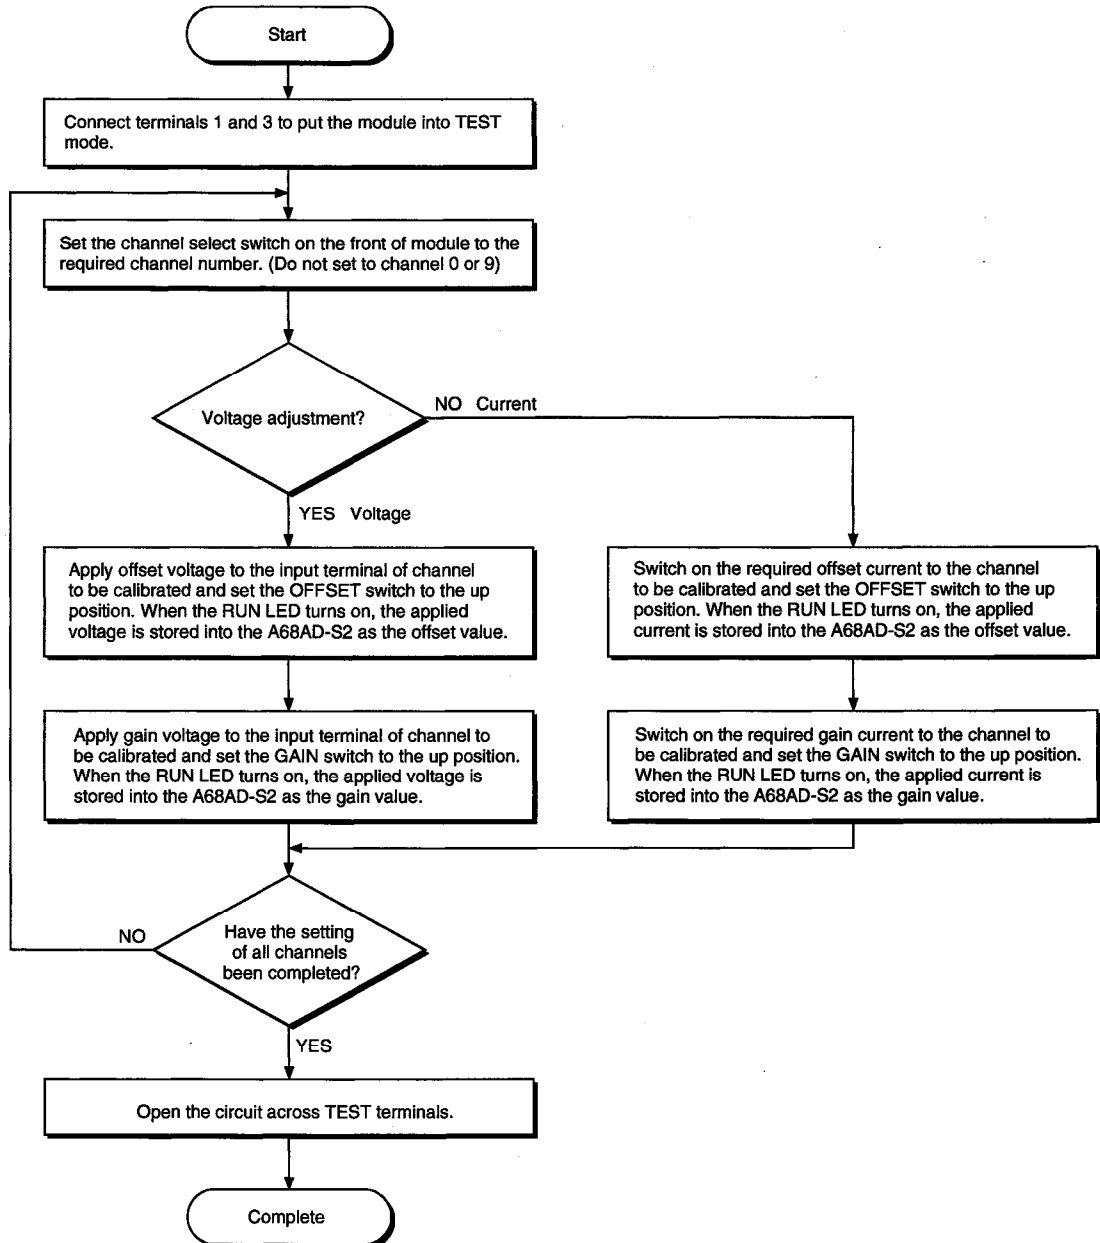 Start
Connect terminals 1 and 3 to put the module into TEST
mode.
Set the channel select switch on the front of module to the
required channel number. (Do not set to channel 0 or 9)
Voltage adjustment?
NO Current
YES Voltage
Apply offset voltage to the input terminal of channel
to be calibrated and set the OFFSET switch to the up
position. When the RUN LED turns on, the applied
voltage is stored into the A68AD-S2 as the offset value.
Switch on the required offset current to the channel
to be calibrated and set the OFFSET switch to the up
position. When the RUN LED turns on, the applied
current is stored into the A68AD-S2 as the offset value.
Apply gain voltage to the input terminal of channel to
be calibrated and set the GAIN switch to the up position.
When the RUN LED turns on, the applied voltage is
stored into the A68AD-S2 as the gain value.
Switch on the required gain current to the channel to
be calibrated and set the GAIN switch to the up position.
When the RUN LED turns on, the applied current is
stored into the A68AD-S2 as the gain value.
NO
Have the setting
of all channels
been completed?
YES
Open the circuit across TEST terminals.
Complete